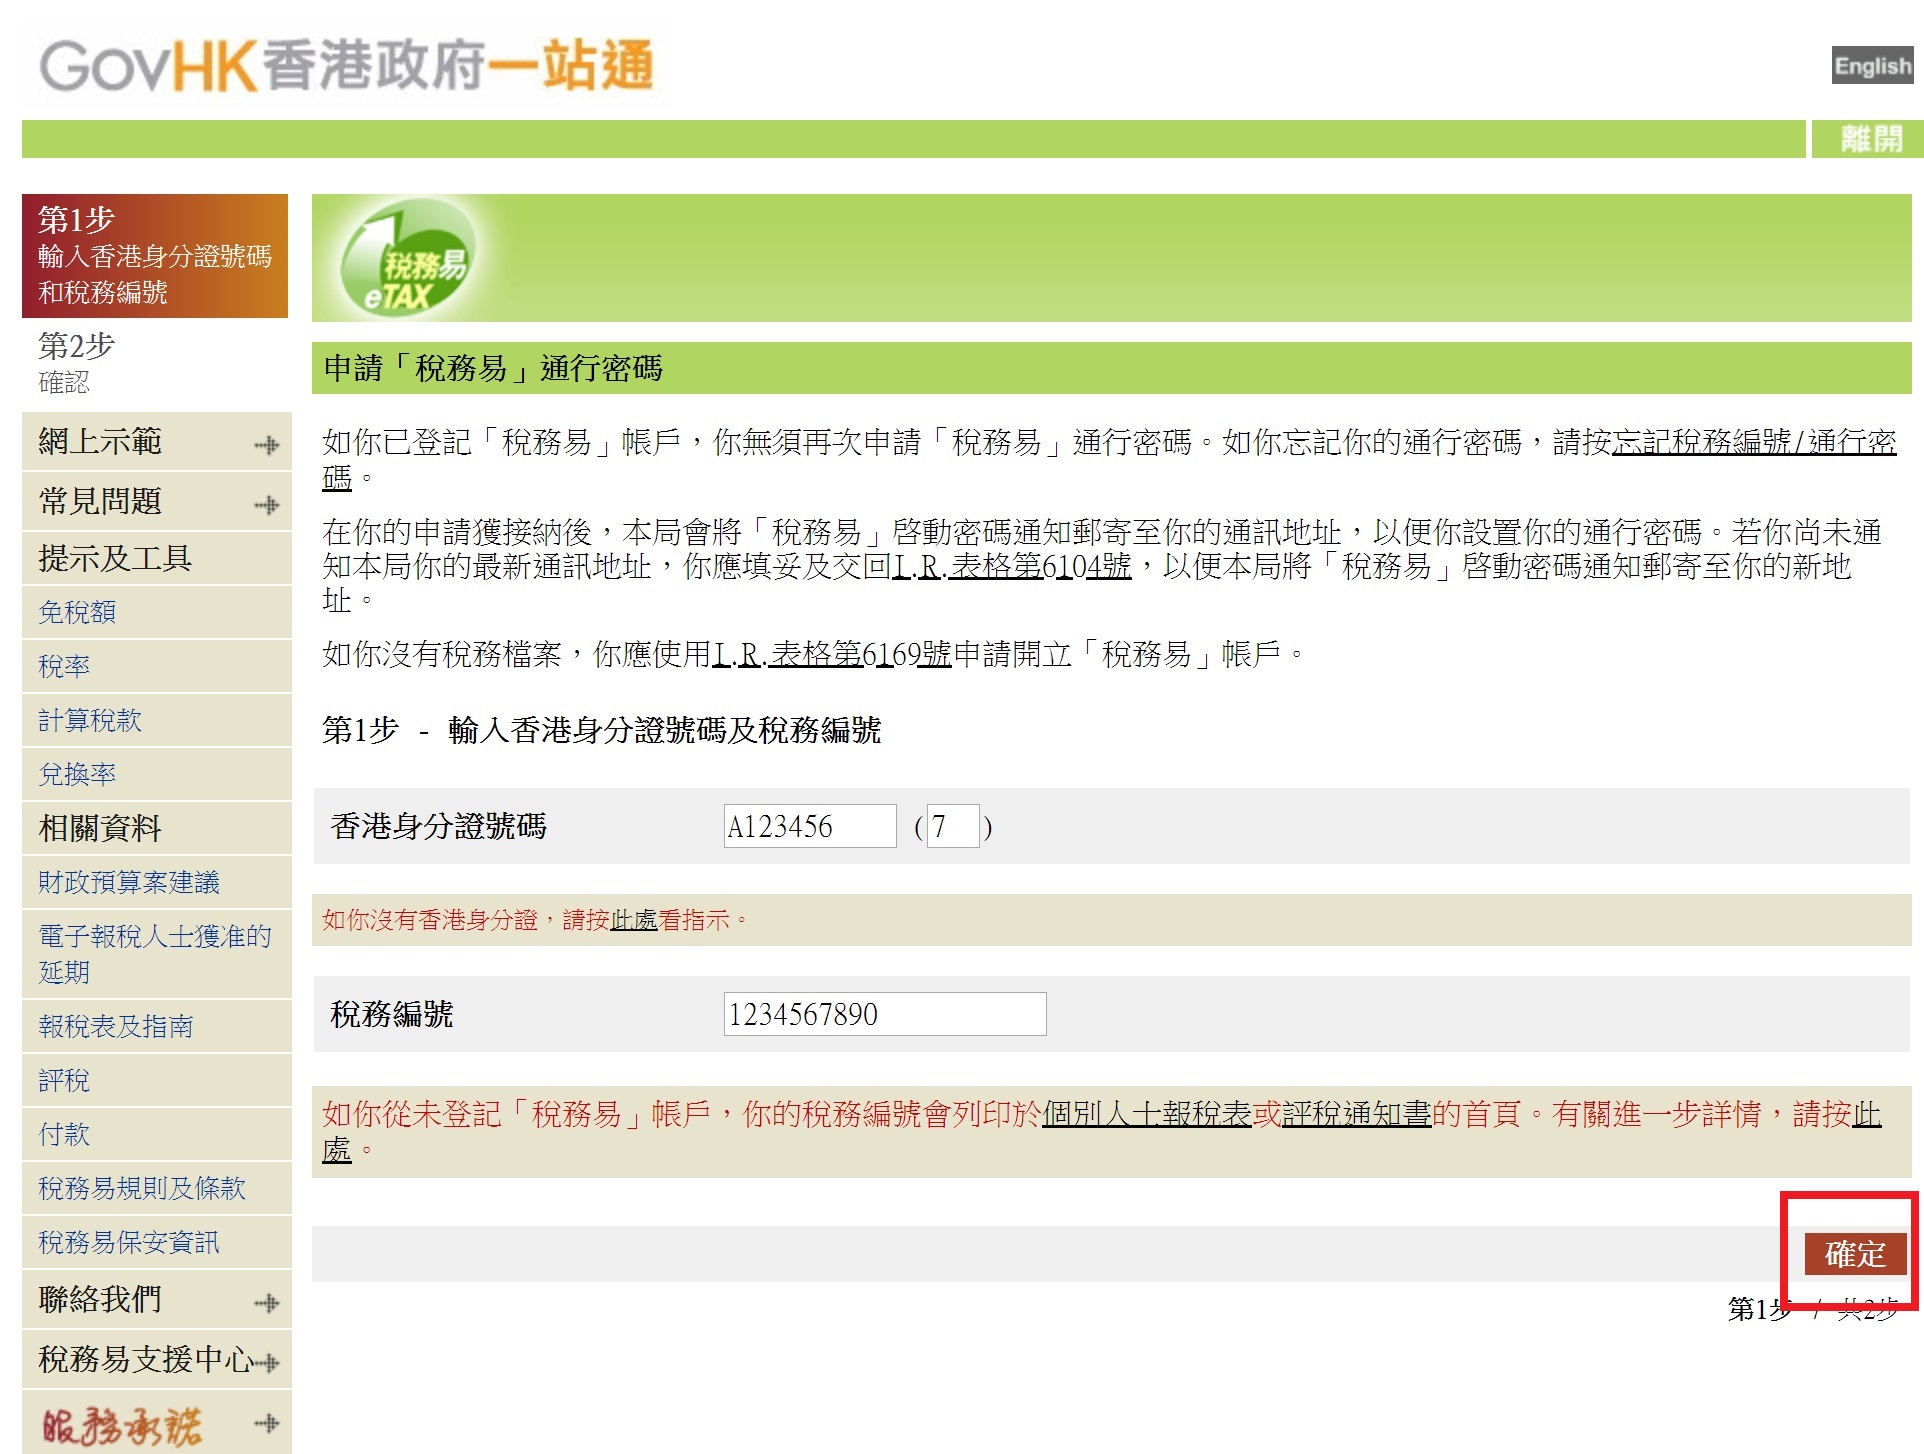 GovHK香港政府一站通
English
離開
第1步
輸入香港身分證號碼
和稅務編號
第2步
確認
網上示範
常見問題
提示及工具
免稅額
稅率
計算稅款
兌換率
相關資料
財政預算案建議
電子報稅人士獲准的
延期
報稅表及指南
評稅
付款
稅務易規則及條款
稅務易保安資訊
聯絡我們
稅務易支援中心
服務承諾
稅務易
eTAX
申請「稅務易」通行密碼
如你已登記「稅務易」帳戶，你無須再次申請「稅務易」通行密碼。如你忘記你的通行密碼，請按忘記稅務編號/通行密
碼。
在你的申請獲接納後，本局會將「稅務易」啓動密碼通知郵寄至你的通訊地址，以便你設置你的通行密碼。若你尚未通
知本局你的最新通訊地址，你應填妥及交回I.R.表格第6104號，以便本局將「稅務易」啓動密碼通知郵寄至你的新地
址。
如你沒有稅務檔案，你應使用I.R.表格第6169號申請開立「稅務易」帳戶。
第1步 - 輸入香港身分證號碼及稅務編號
香港身分證號碼 A123456 (7)
如你沒有香港身分證，請按此處看指示。
稅務編號 1234567890
如你從未登記「稅務易」帳戶，你的稅務編號會列印於個別人士報稅表或評稅通知書的首頁。有關進一步詳情，請按此
處。
確定
第1步 / 共2步